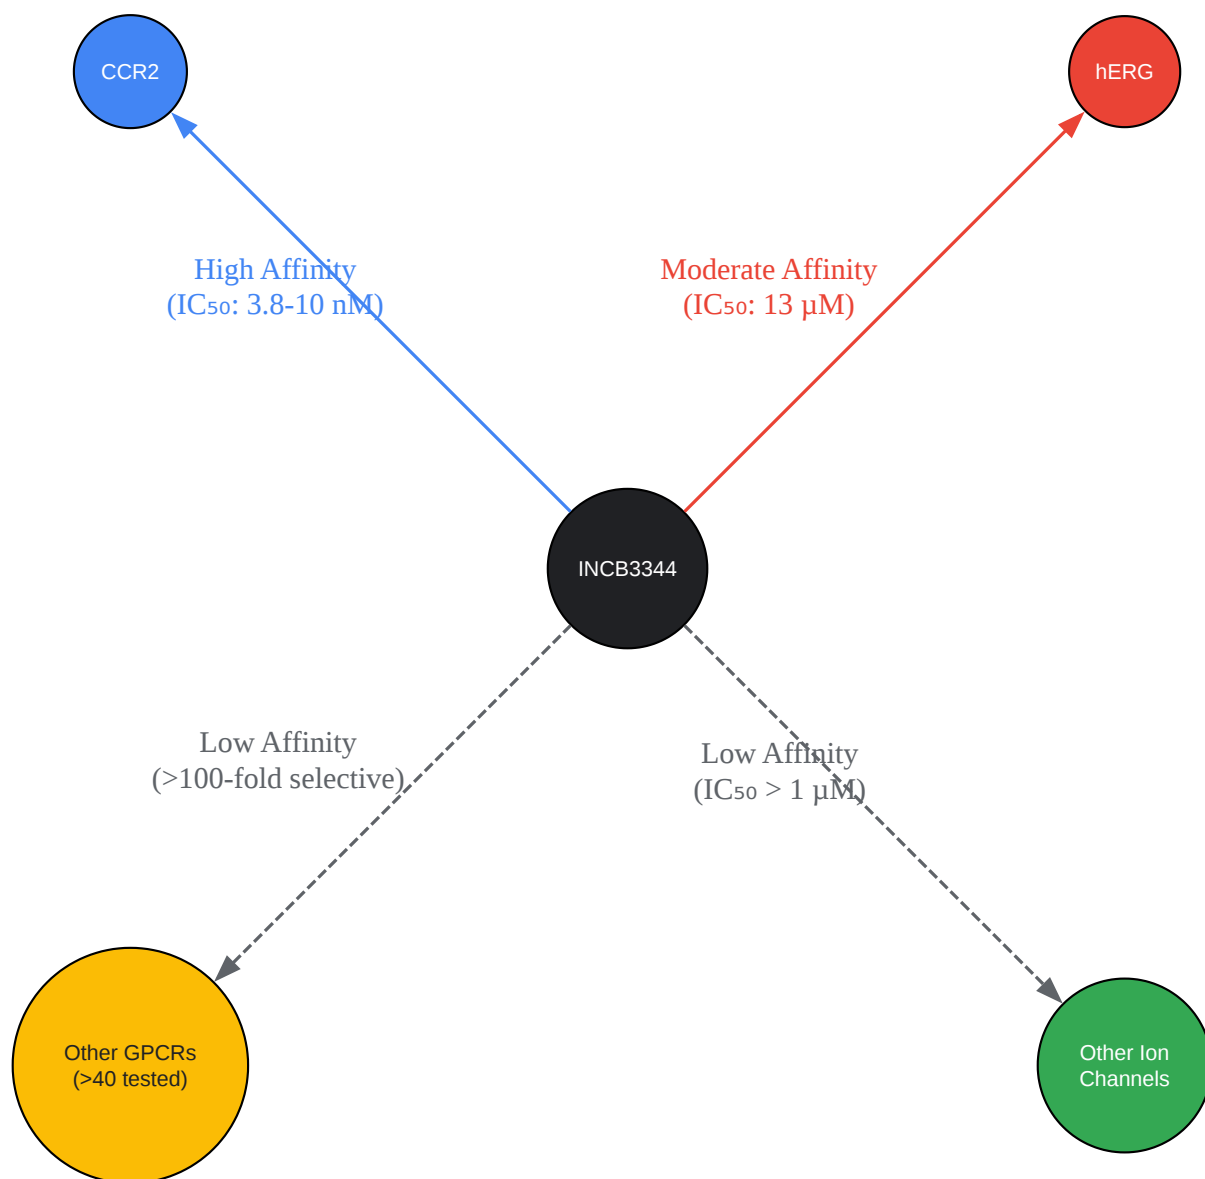 CCR2
hERG
High Affinity
(IC₅₀: 3.8-10 nM)
Moderate Affinity
(IC₅₀: 13 µM)
INCB3344
Low Affinity
(>100-fold selective)
Low Affinity
(IC₅₀ > 1 µM)
Other GPCRs
(>40 tested)
Other Ion
Channels